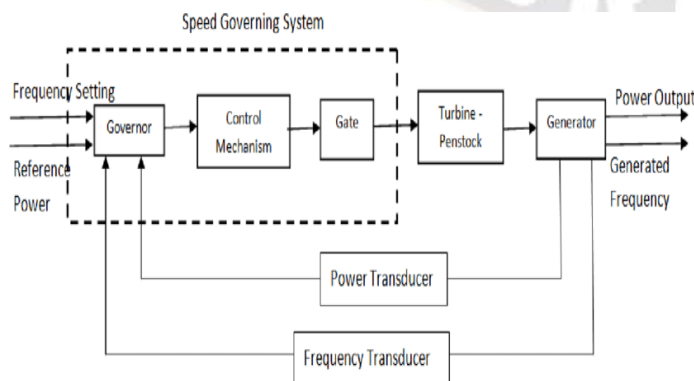 Speed Governing System
Frequency Setting
Reference
Power
Governor
Control
Mechanism
Gate
Turbine -
Penstock
Generator
Power Output
Generated
Frequency
Power Transducer
Frequency Transducer